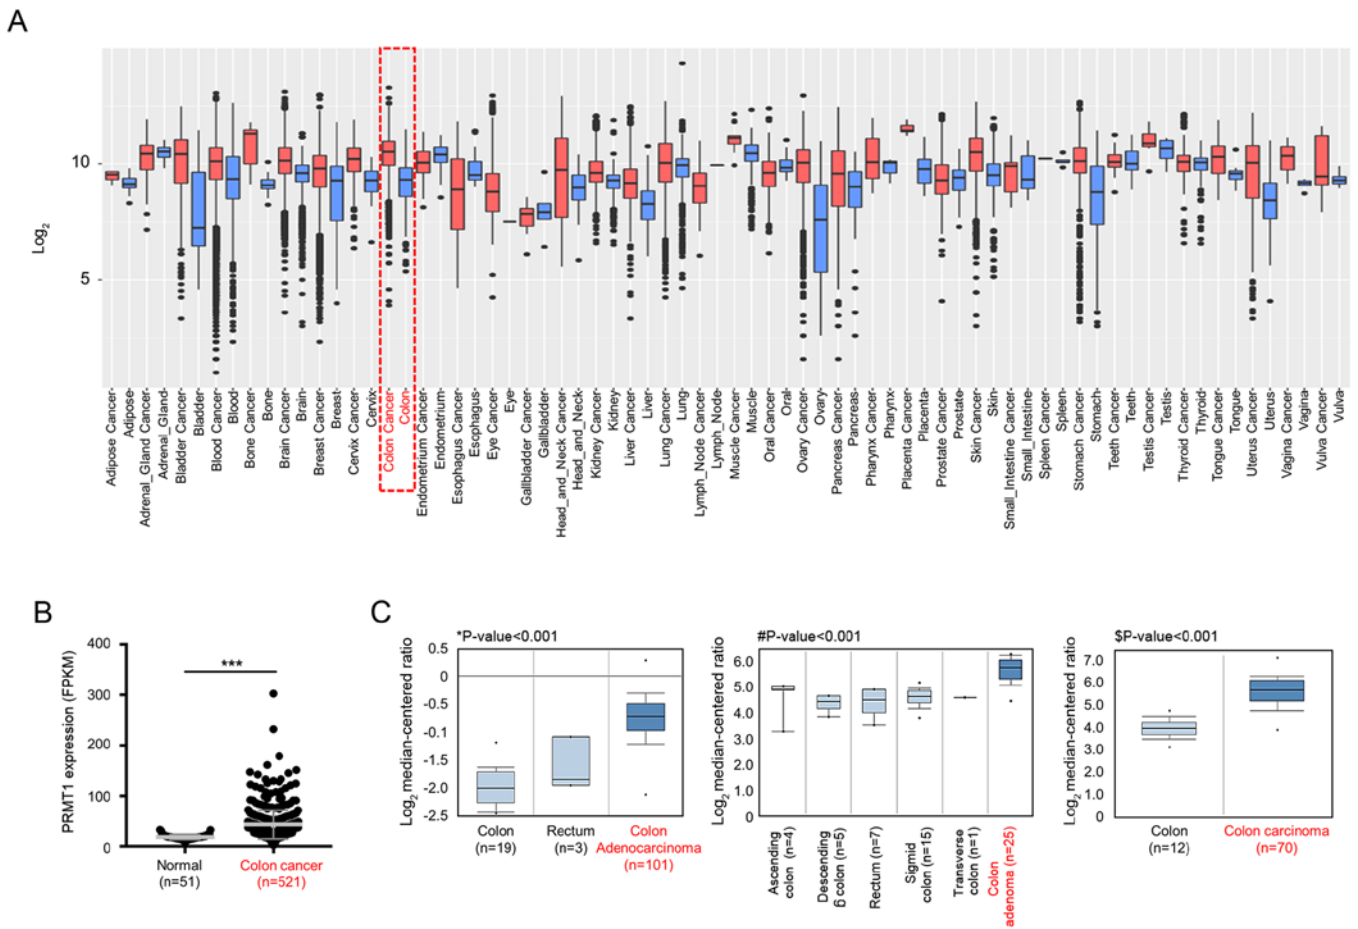 A
Log2
10
5
Adipose Cancer
Adipose
Adrenal_Gland Cancer
Adrenal_Gland
Bladder Cancer
Bladder
Blood Cancer
Blood
Bone Cancer
Bone
Brain Cancer
Brain
Breast Cancer
Breast
Cervix Cancer
Cervix
Colon Cancer
Colon
Endometrium Cancer
Endometrium
Esophagus Cancer
Esophagus
Eye Cancer
Eye
Gallbladder Cancer
Gallbladder
Head_and_Neck Cancer
Head_and_Neck
Kidney Cancer
Kidney
Liver Cancer
Liver
Lung Cancer
Lung
Lymph_Node Cancer
Lymph_Node
Muscle Cancer
Muscle
Oral Cancer
Oral
Ovary Cancer
Ovary
Pancreas Cancer
Pancreas
Pharynx Cancer
Pharynx
Placenta Cancer
Placenta
Prostate Cancer
Prostate
Skin Cancer
Skin
Small_Intestine Cancer
Small_Intestine
Spleen Cancer
Spleen
Stomach Cancer
Stomach
Teeth Cancer
Teeth
Testis Cancer
Testis
Thyroid Cancer
Thyroid
Tongue Cancer
Tongue
Uterus Cancer
Uterus
Vagina Cancer
Vagina
Vulva Cancer
Vulva
B
PRMT1 expression (FPKM)
400
300
200
100
0
***
Normal
(n=51)
Colon cancer
(n=521)
C
*P-value<0.001
Log2 median-centered ratio
0.5
0
-0.5
-0.1
-1.5
-2.0
-2.5
Colon
(n=19)
Rectum
(n=3)
Colon
Adenocarcinoma
(n=101)
#P-value<0.001
Log2 median-centered ratio
6.0
5.0
4.0
3.0
2.0
1.0
0
Ascending
colon (n=4)
Descending
g colon (n=5)
Rectum (n=7)
Sigmid
colon (n=15)
Transverse
colon (n=1)
Colon
adenoma (n=25)
$P-value<0.001
Log2 median-centered ratio
7.0
6.0
5.0
4.0
3.0
2.0
1.0
0
Colon
(n=12)
Colon carcinoma
(n=70)